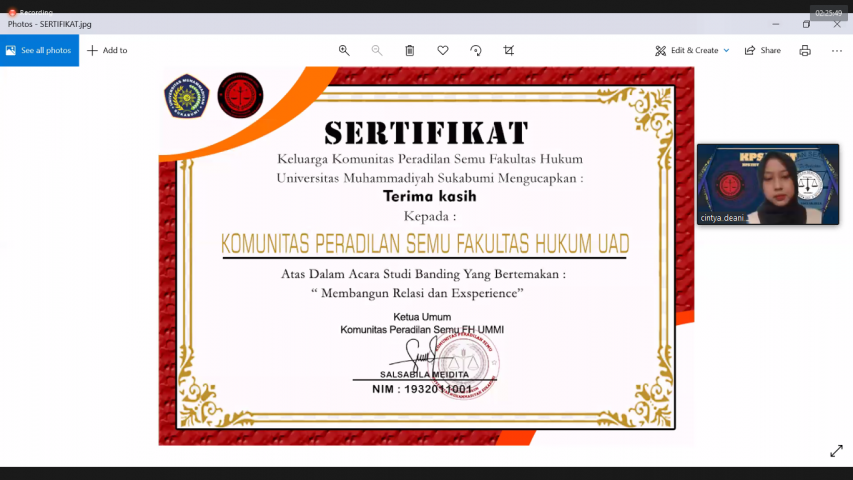 Recording
02:25:49
Photos - SERTIFIKAT.jpg
See all photos
Add to
Edit & Create
Share
SERTIFIKAT
Keluarga Komunitas Peradilan Semu Fakultas Hukum
Universitas Muhammadiyah Sukabumi Mengucapkan :
Terima kasih
Kepada :
KOMUNITAS PERADILAN SEMU FAKULTAS HUKUM UAD
Atas Dalam Acara Studi Banding Yang Bertemakan :
“ Membangun Relasi dan Exsperience”
Ketua Umum
Komunitas Peradilan Semu FH UMMI
SALSABILA MEIDITA
NIM : 1932011001
KOMUNITAS PERADILAN SEMU
cintya.deani